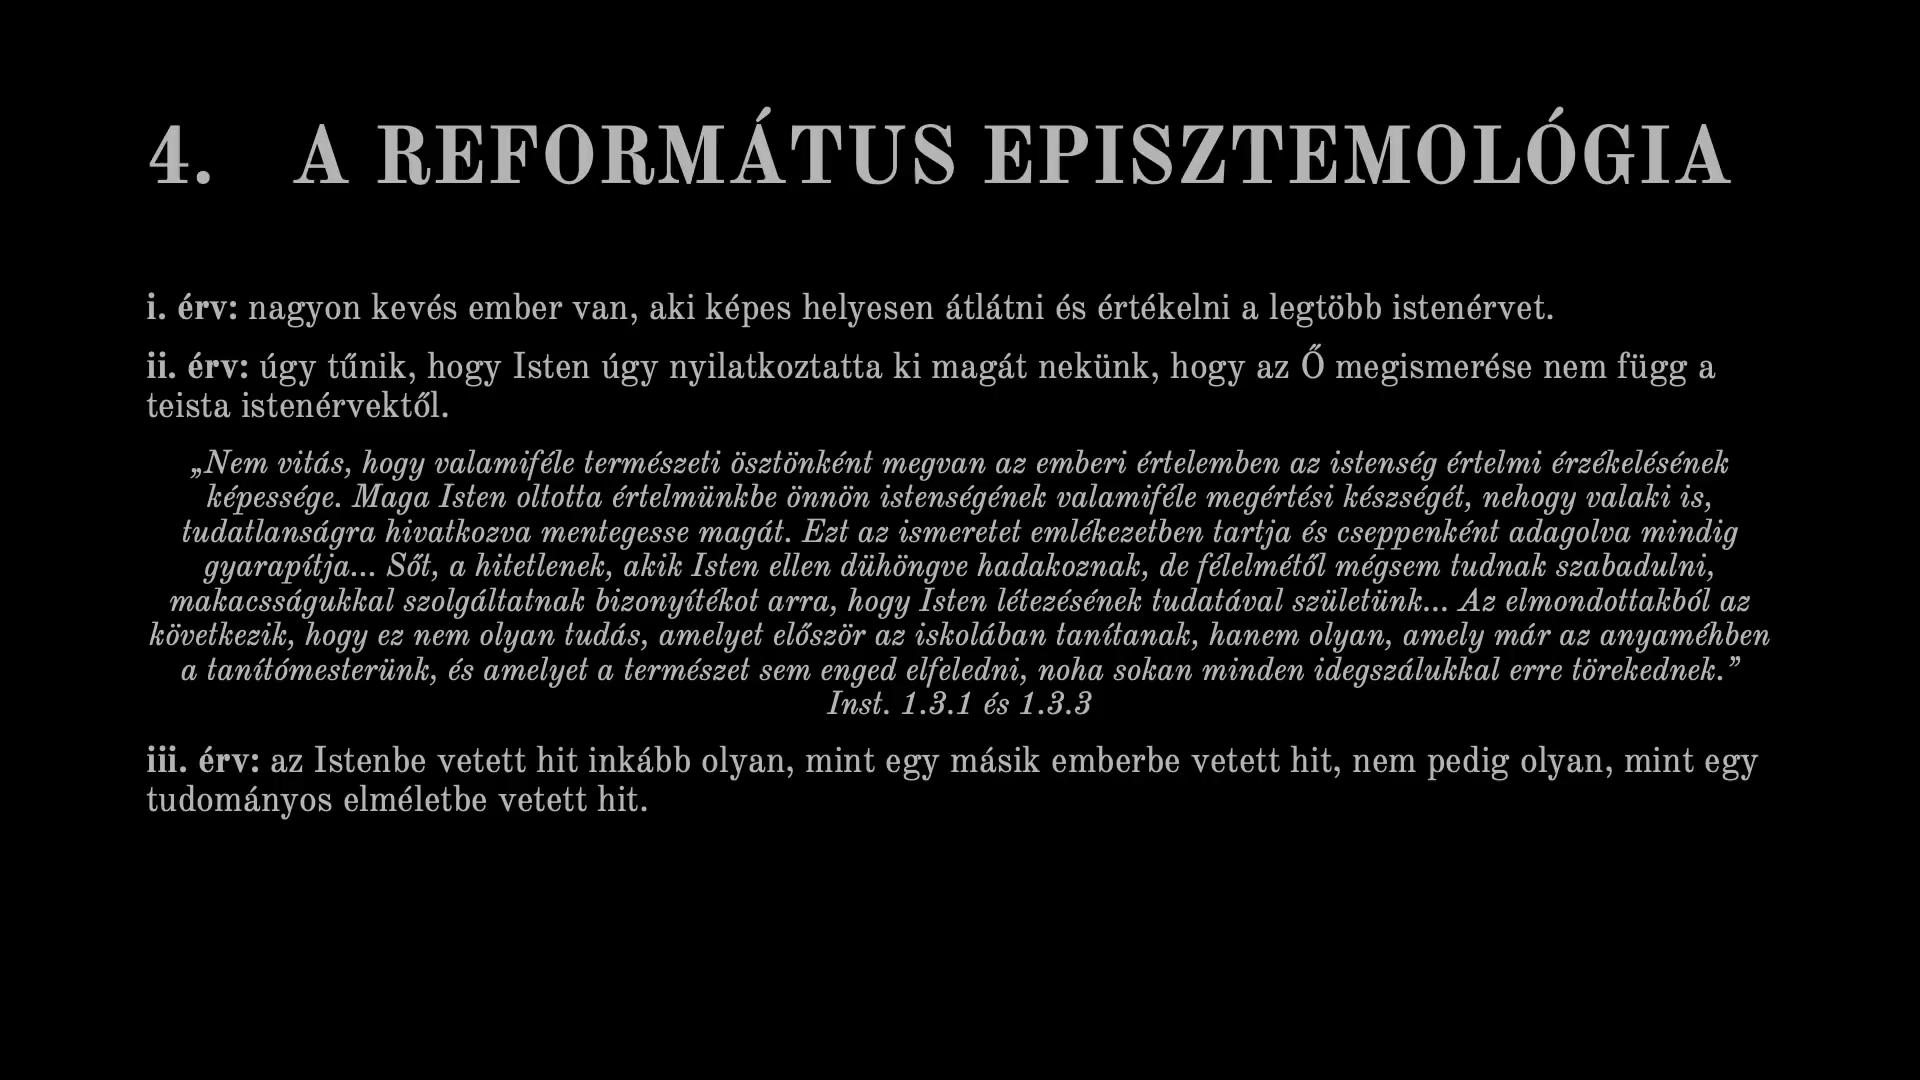 4. A REFORMÁTUS EPISZTEMOLÓGIA
i. érv: nagyon kevés ember van, aki képes helyesen átlátni és értékelni a legtöbb istenérvet.
ii. érv: úgy tűnik, hogy Isten úgy nyilatkoztatta ki magát nekünk, hogy az Ő megismerése nem függ a
teista istenérvektől.
„Nem vitás, hogy valamiféle természeti ösztönként megvan az emberi értelemben az istenség értelmi érzékelésének
képessége. Maga Isten oltotta értelmünkbe önnön istenségének valamiféle megértési készségét, nehogy valaki is,
tudatlanságra hivatkozva mentegesse magát. Ezt az ismeretet emlékezetben tartja és cseppenként adagolva mindig
gyarapítja... Sőt, a hitetlenek, akik Isten ellen dühöngve hadakoznak, de félelmétől mégsem tudnak szabadulni,
makacsságukkal szolgáltatnak bizonyítékot arra, hogy Isten létezésének tudatával születünk... Az elmondottakból az
következik, hogy ez nem olyan tudás, amelyet először az iskolában tanítanak, hanem olyan, amely már az anyaméhben
a tanítómesterünk, és amelyet a természet sem enged elfeledni, noha sokan minden idegszálukkal erre törekednek.”
Inst. 1.3.1 és 1.3.3
iii. érv: az Istenbe vetett hit inkább olyan, mint egy másik emberbe vetett hit, nem pedig olyan, mint egy
tudományos elméletbe vetett hit.